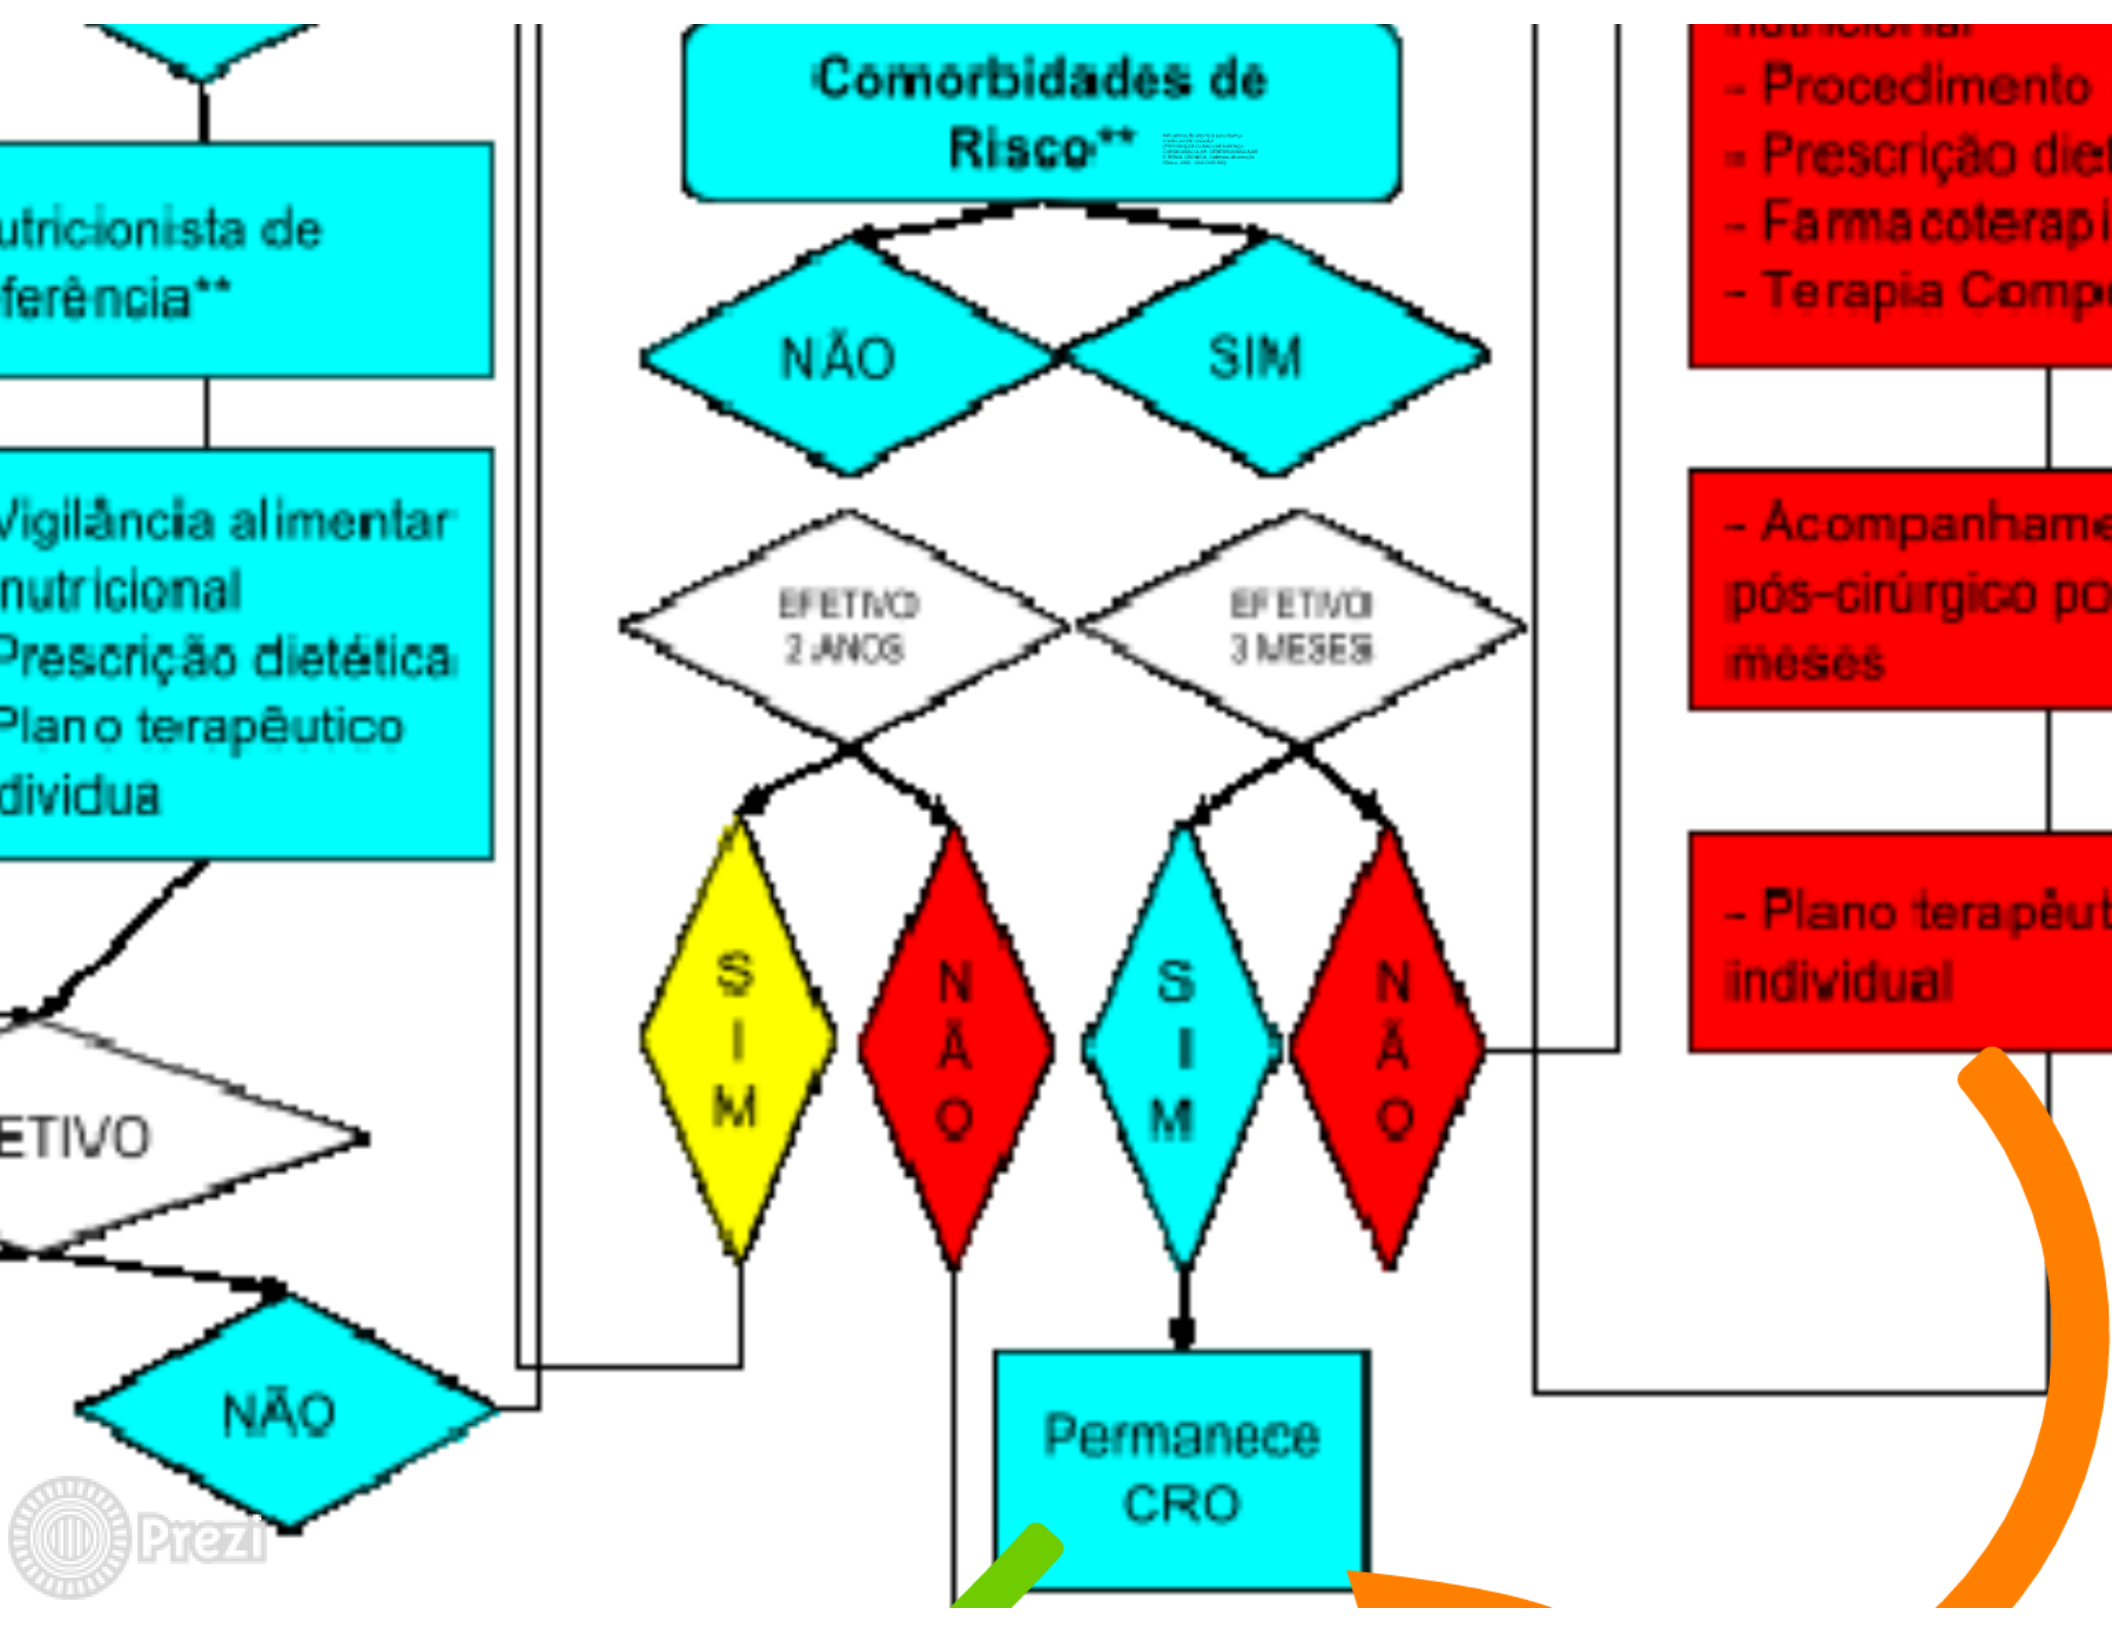 utricionista de
ferência**
Vigilância alimentar
nutricional
Prescrição dietética
Plano terapêutico
dividua
ETIVO
NÃO
Comorbidades de
Risco**
NÃO
SIM
EFETIVO
2 ANOS
EFETIVO
3 MESES
S
I
M
N
Ã
O
S
I
M
N
Ã
O
Permanece
CRO
nutricional
- Procedimento
- Prescrição diet
- Farmacoterapi
- Terapia Comp
- Acompanhame
pós-cirúrgico po
meses
- Plano terapêut
individual
Prezi